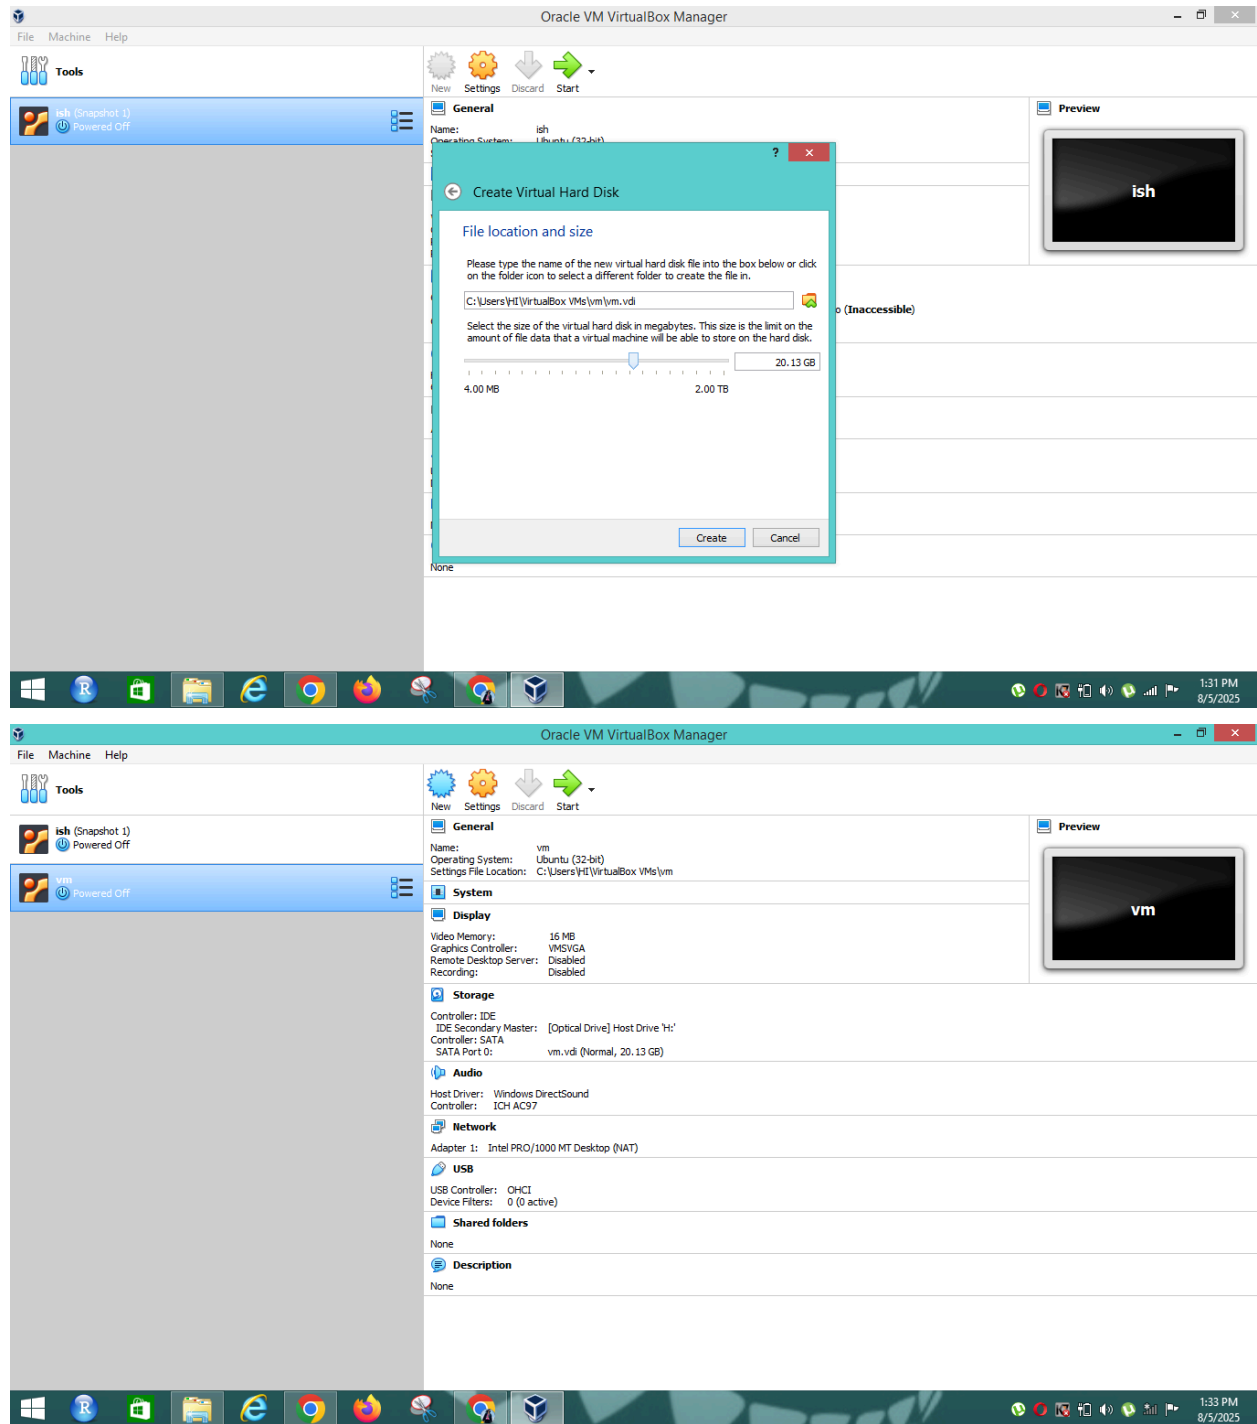 Oracle VM VirtualBox Manager
File Machine Help
Tools
New Settings Discard Start
ish (Snapshot 1)
Powered Off
General
Name: ish
Operating System: Ubuntu (32-bit)
Preview
ish
?
Create Virtual Hard Disk
File location and size
Please type the name of the new virtual hard disk file into the box below or click
on the folder icon to select a different folder to create the file in.
C:\Users\HI\VirtualBox VMs\vm\vm.vdi
Select the size of the virtual hard disk in megabytes. This size is the limit on the
amount of file data that a virtual machine will be able to store on the hard disk.
20.13 GB
4.00 MB 2.00 TB
o (Inaccessible)
Create Cancel
None
R
1:31 PM
8/5/2025
Oracle VM VirtualBox Manager
File Machine Help
Tools
New Settings Discard Start
ish (Snapshot 1)
Powered Off
vm
Powered Off
General
Name: vm
Operating System: Ubuntu (32-bit)
Settings File Location: C:\Users\HI\VirtualBox VMs\vm
Preview
vm
System
Display
Video Memory: 16 MB
Graphics Controller: VMSVGA
Remote Desktop Server: Disabled
Recording: Disabled
Storage
Controller: IDE
IDE Secondary Master: [Optical Drive] Host Drive 'H:'
Controller: SATA
SATA Port 0: vm.vdi (Normal, 20.13 GB)
Audio
Host Driver: Windows DirectSound
Controller: ICH AC97
Network
Adapter 1: Intel PRO/1000 MT Desktop (NAT)
USB
USB Controller: OHCI
Device Filters: 0 (0 active)
Shared folders
None
Description
None
R
1:33 PM
8/5/2025